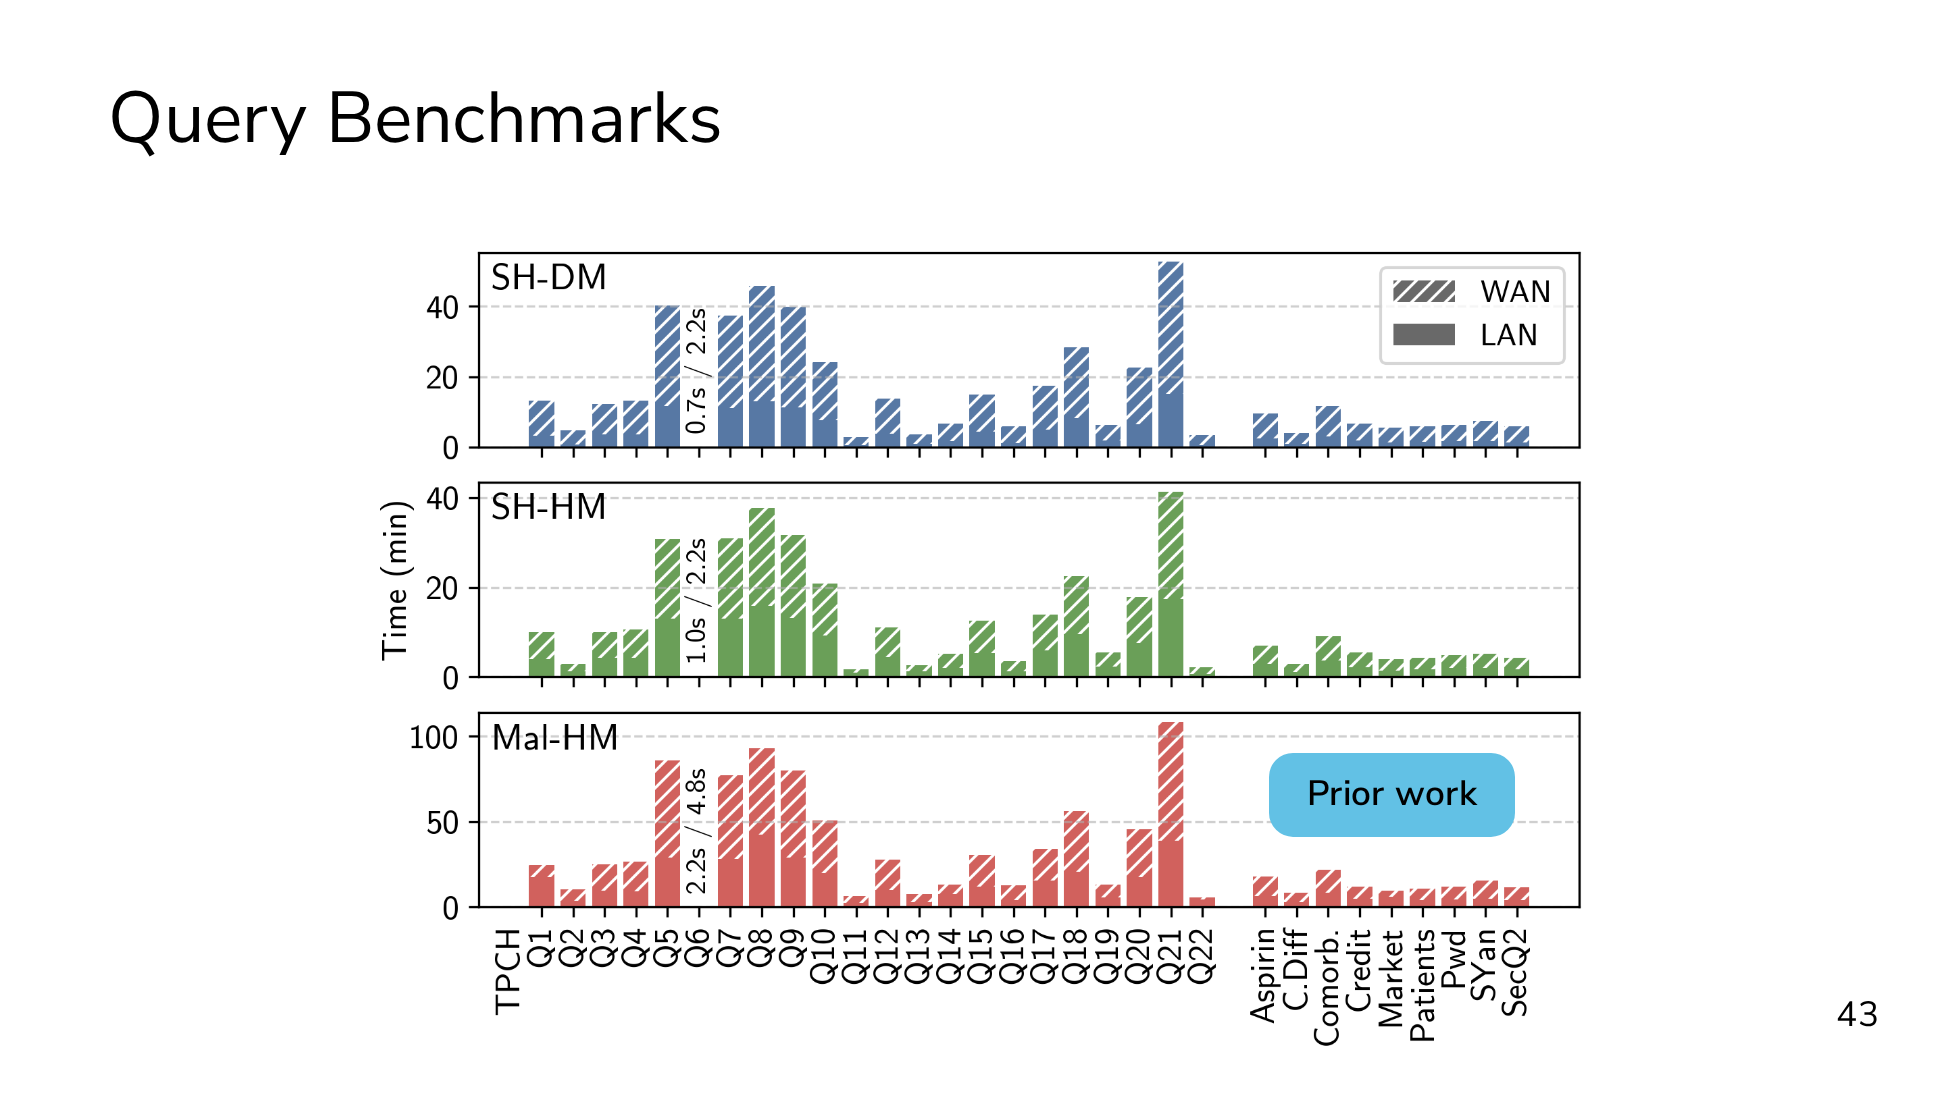 Query Benchmarks
SH-DM
WAN
LAN
40
20
0
0.7s / 2.2s
SH-HM
40
20
0
1.0s / 2.2s
Time (min)
Mal-HM
100
50
0
2.2s / 4.8s
Prior work
TPCH
Q1
Q2
Q3
Q4
Q5
Q6
Q7
Q8
Q9
Q10
Q11
Q12
Q13
Q14
Q15
Q16
Q17
Q18
Q19
Q20
Q21
Q22
Aspirin
C.Diff
Comorb.
Credit
Market
Patients
Pwd
SYan
SecQ2
43